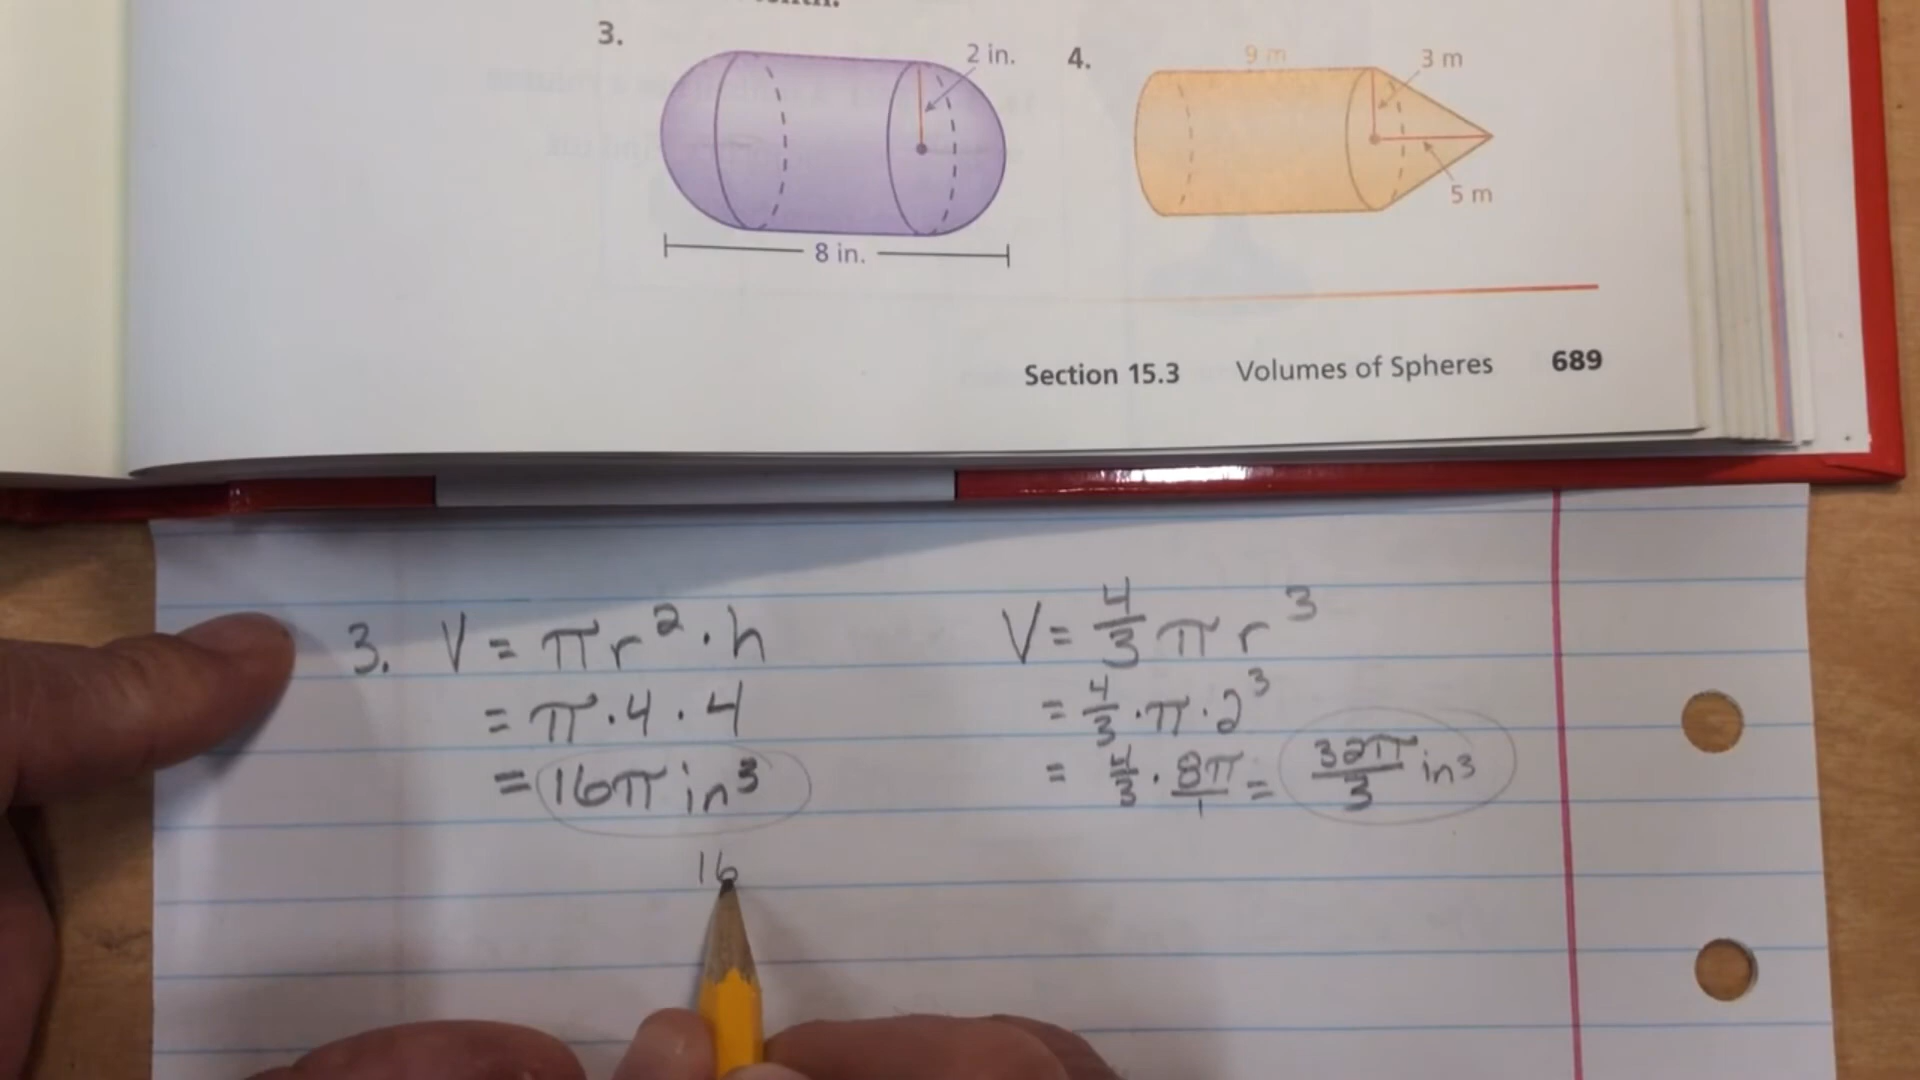 3.
2 in.
8 in.
4.
9 m
3 m
5 m
Section 15.3 Volumes of Spheres 689
3. V = πr² · h
= π · 4 · 4
= 16π in³
V = 4/3 πr³
= 4/3 · π · 2³
= 4/3 · 8π/1 = 32π/3 in³
16